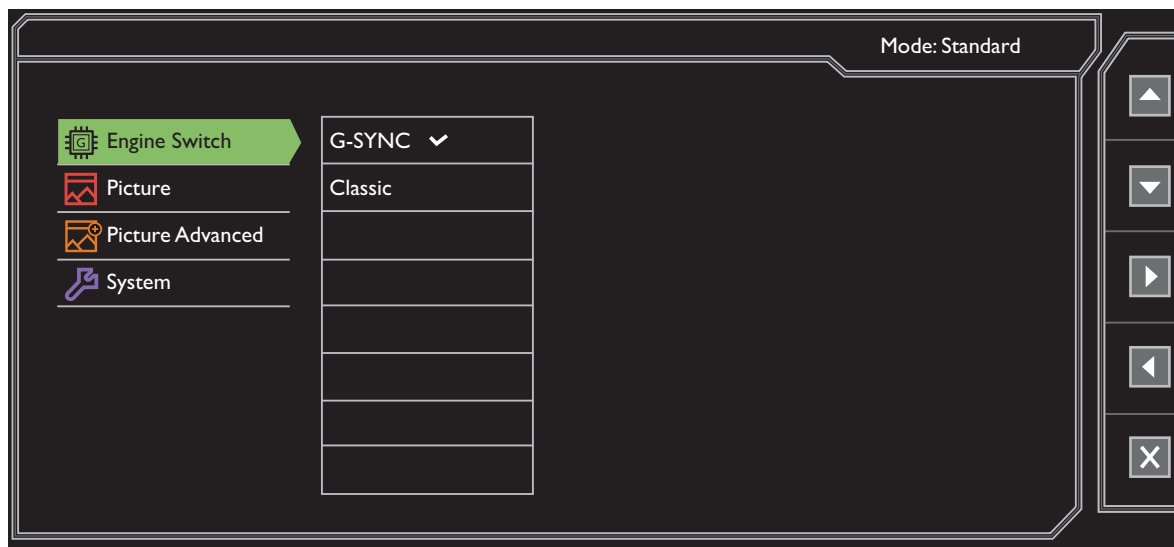 Mode: Standard
Engine Switch
Picture
Picture Advanced
System
G-SYNC
Classic
G
X